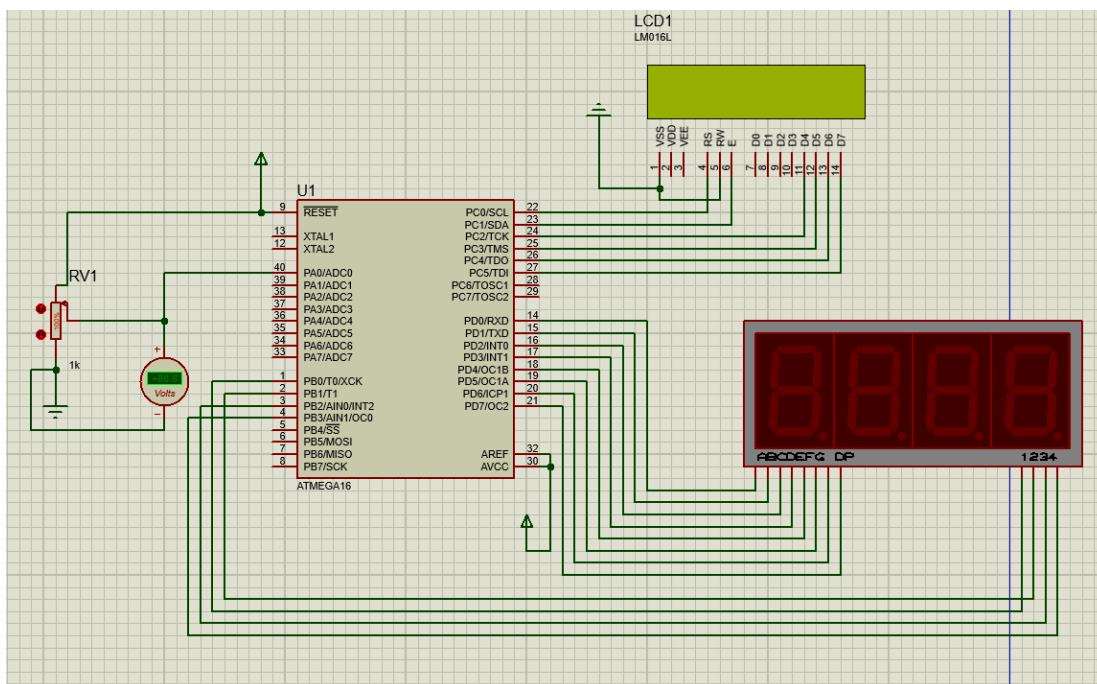 LCD1
LM016L
VSS
VDD
VEE
RS
RW
E
D0
D1
D2
D3
D4
D5
D6
D7
1
2
3
4
5
6
7
8
9
10
11
12
13
14
U1
9 RESET
13 XTAL1
12 XTAL2
40 PA0/ADC0
39 PA1/ADC1
38 PA2/ADC2
37 PA3/ADC3
36 PA4/ADC4
35 PA5/ADC5
34 PA6/ADC6
33 PA7/ADC7
1 PB0/T0/XCK
2 PB1/T1
3 PB2/AIN0/INT2
4 PB3/AIN1/OC0
5 PB4/SS
6 PB5/MOSI
7 PB6/MISO
8 PB7/SCK
PC0/SCL 22
PC1/SDA 23
PC2/TCK 24
PC3/TMS 25
PC4/TDO 26
PC5/TDI 27
PC6/TOSC1 28
PC7/TOSC2 29
PD0/RXD 14
PD1/TXD 15
PD2/INT0 16
PD3/INT1 17
PD4/OC1B 18
PD5/OC1A 19
PD6/ICP1 20
PD7/OC2 21
AREF 32
AVCC 30
ATMEGA16
RV1
100%
1k
+
Volts
−
ABCDEFG DP
1234